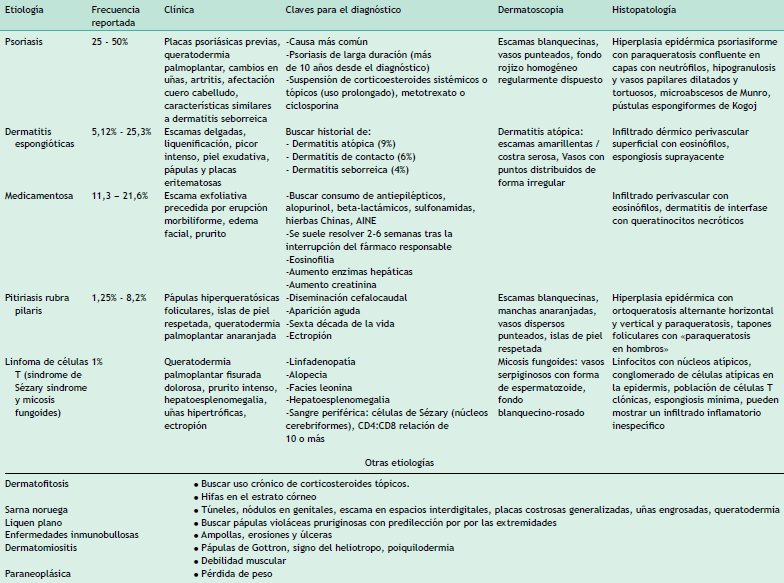 Etiología Frecuencia reportada Clínica Claves para el diagnóstico Dermatoscopia Histopatología
Psoriasis
25 - 50%
Placas psoriásicas previas,
queratodermia
palmoplantar, cambios en
uñas, artritis, afectación
cuero cabelludo,
características similares
a dermatitis seborreica
-Causa más común
-Psoriasis de larga duración (más
de 10 años desde el diagnóstico)
-Suspensión de corticoesteroides sistémicos o
tópicos (uso prolongado), metotrexato o
ciclosporina
Escamas blanquecinas,
vasos punteados, fondo
rojizo homogéneo
regularmente dispuesto
Hiperplasia epidérmica psoriasiforme
con paraqueratosis confluente en
capas con neutrófilos, hipogranulosis
y vasos papilares dilatados y
tortuosos, microabscesos de Munro,
pústulas espongiformes de Kogoj
Dermatitis
espongióticas
5,12% - 25,3%
Escamas delgadas,
liquenificación, picor
intenso, piel exudativa,
pápulas y placas
eritematosas
Buscar historial de:
- Dermatitis atópica (9%)
- Dermatitis de contacto (6%)
- Dermatitis seborreica (4%)
Dermatitis atópica:
escamas amarillentas /
costra serosa, Vasos con
puntos distribuidos de
forma irregular
Infiltrado dérmico perivascular
superficial con eosinófilos,
espongiosis suprayacente
Medicamentosa
11,3 – 21,6%
Escama exfoliativa
precedida por erupción
morbiliforme, edema
facial, prurito
-Buscar consumo de antiepilépticos,
alopurinol, beta-lactámicos, sulfonamidas,
hierbas Chinas, AINE
-Se suele resolver 2-6 semanas tras la
interrupción del fármaco responsable
-Eosinofilia
-Aumento enzimas hepáticas
-Aumento creatinina
Infiltrado perivascular con
eosinófilos, dermatitis de interfase
con queratinocitos necróticos
Pitiriasis rubra
pilaris
1,25% - 8,2%
Pápulas hiperqueratósicas
foliculares, islas de piel
respetada, queratodermia
palmoplantar anaranjada
-Diseminación cefalocaudal
-Aparición aguda
-Sexta década de la vida
-Ectropión
Escamas blanquecinas,
manchas anaranjadas,
vasos dispersos
punteados, islas de piel
respetada
Hiperplasia epidérmica con
ortoqueratosis alternante horizontal
y vertical y paraqueratosis, tapones
foliculares con «paraqueratosis
en hombros»
Linfoma de células
T (síndrome de
Sézary síndrome
y micosis
fungoides)
1%
Queratodermia
palmoplantar fisurada
dolorosa, prurito intenso,
hepatoesplenomegalia,
uñas hipertróficas,
ectropión
-Linfadenopatía
-Alopecia
-Facies leonina
-Hepatoesplenomegalia
-Sangre periférica: células de Sézary (núcleos
cerebriformes), CD4:CD8 relación de
10 o más
Micosis fungoides: vasos
serpiginosos con forma
de espermatozoide,
fondo
blanquecino-rosado
Linfocitos con núcleos atípicos,
conglomerado de células atípicas en
la epidermis, población de células T
clónicas, espongiosis mínima, pueden
mostrar un infiltrado inflamatorio
inespecífico
Otras etiologías
Dermatofitosis
• Buscar uso crónico de corticosteroides tópicos.
• Hifas en el estrato córneo
Sarna noruega
• Túneles, nódulos en genitales, escama en espacios interdigitales, placas costrosas generalizadas, uñas engrosadas, queratodermia
Liquen plano
• Buscar pápulas violáceas pruriginosas con predilección por por las extremidades
Enfermedades inmunobullosas
• Ampollas, erosiones y úlceras
Dermatomiositis
• Pápulas de Gottron, signo del heliotropo, poiquilodermia
• Debilidad muscular
Paraneoplásica
• Pérdida de peso